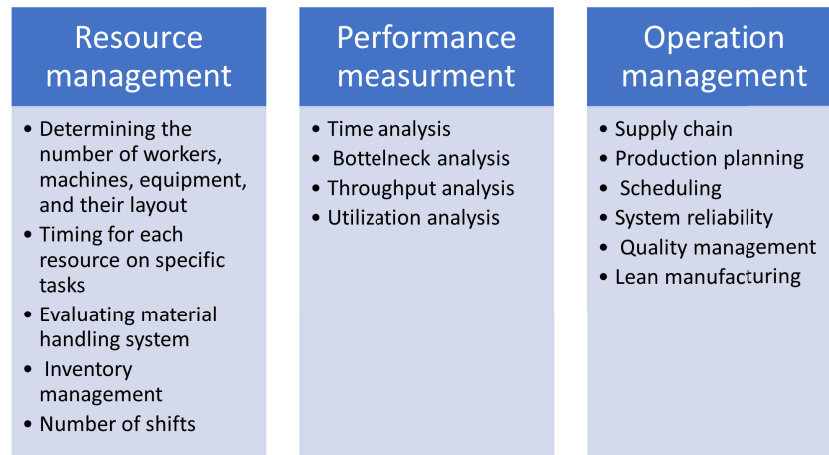 Resource
management
• Determining the
number of workers,
machines, equipment,
and their layout
• Timing for each
resource on specific
tasks
• Evaluating material
handling system
• Inventory
management
• Number of shifts
Performance
measurment
• Time analysis
• Bottelneck analysis
• Throughput analysis
• Utilization analysis
Operation
management
• Supply chain
• Production planning
• Scheduling
• System reliability
• Quality management
• Lean manufacturing